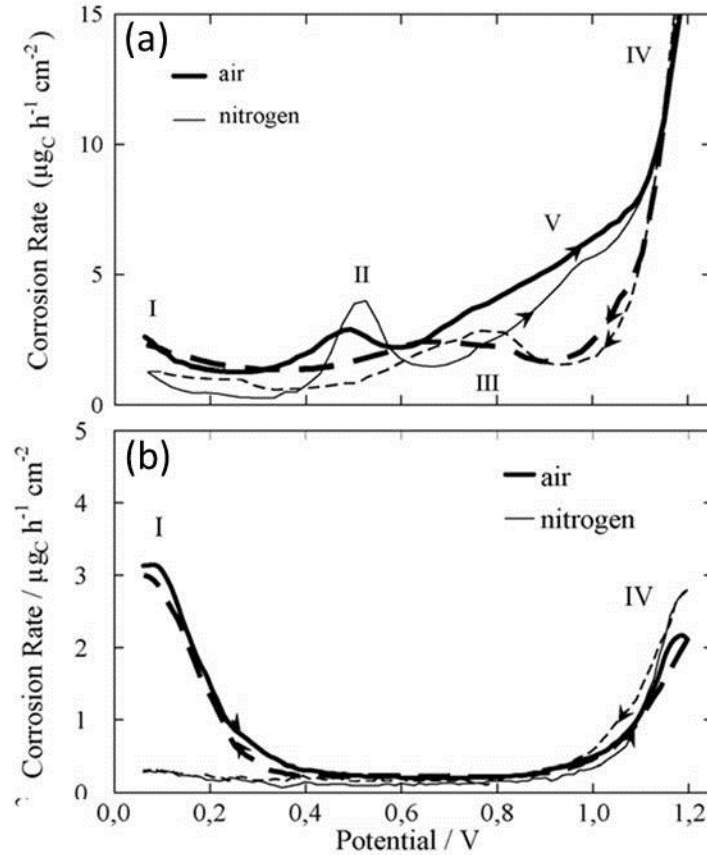 (a)
15
IV
air
nitrogen
10
Corrosion Rate (µg_C h⁻¹ cm⁻²)
V
II
5
I
III
0
(b)
5
air
4
nitrogen
I
IV
3
Corrosion Rate / µg_C h⁻¹ cm⁻²
2
1
0
0,0 0,2 0,4 0,6 0,8 1,0 1,2
Potential / V